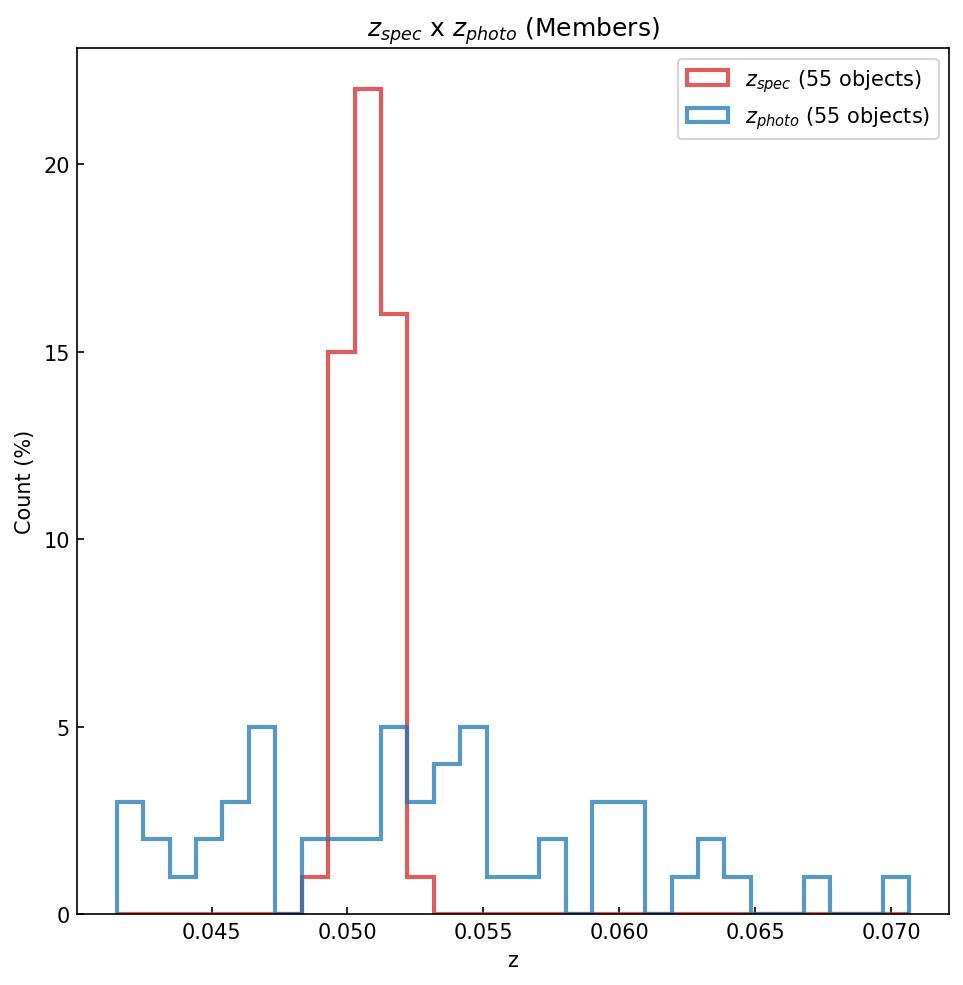 z_spec x z_photo (Members)
z_spec (55 objects)
z_photo (55 objects)
Count (%)
20
15
10
5
0
0.045 0.050 0.055 0.060 0.065 0.070
z